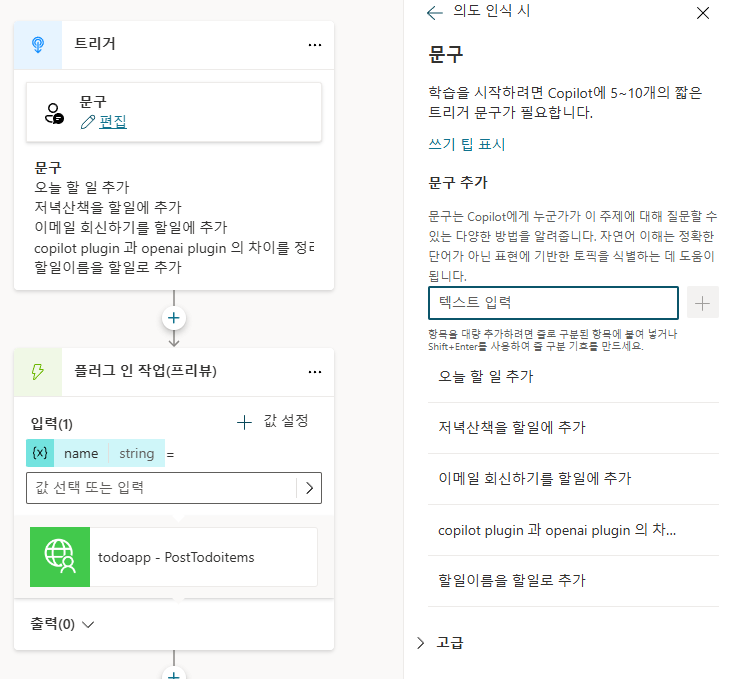 트리거
문구
편집
문구
오늘 할 일 추가
저녁산책을 할일에 추가
이메일 회신하기를 할일에 추가
copilot plugin 과 openai plugin 의 차이를 정리
할일이름을 할일로 추가
플러그 인 작업(프리뷰)
입력(1)
값 설정
{x} name string =
값 선택 또는 입력
todoapp - PostTodoitems
출력(0)
의도 인식 시
문구
학습을 시작하려면 Copilot에 5~10개의 짧은
트리거 문구가 필요합니다.
쓰기 팁 표시
문구 추가
문구는 Copilot에게 누군가가 이 주제에 대해 질문할 수
있는 다양한 방법을 알려줍니다. 자연어 이해는 정확한
단어가 아닌 표현에 기반한 토픽을 식별하는 데 도움이
됩니다.
텍스트 입력
항목을 대량 추가하려면 줄로 구분된 항목에 붙여 넣거나
Shift+Enter를 사용하여 줄 구분 기호를 만드세요.
오늘 할 일 추가
저녁산책을 할일에 추가
이메일 회신하기를 할일에 추가
copilot plugin 과 openai plugin 의 차...
할일이름을 할일로 추가
고급